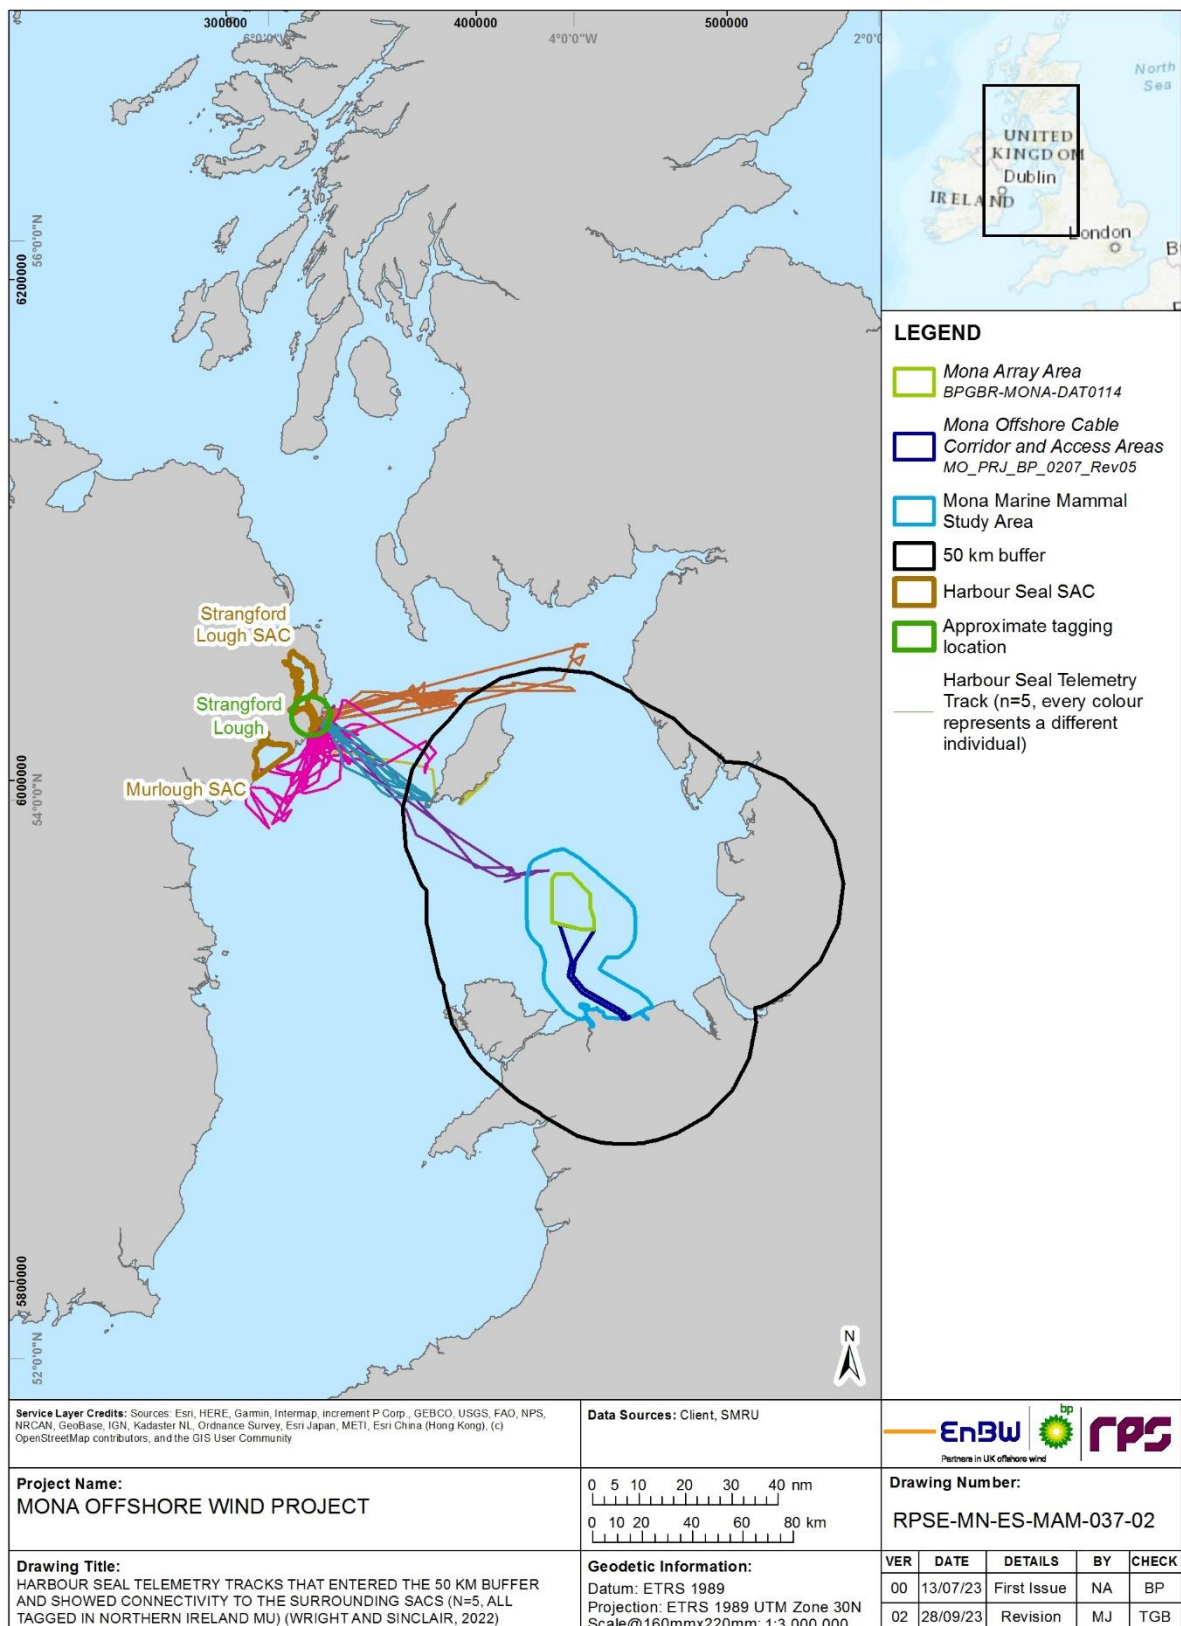 300000
400000
500000
6°0'0"W
4°0'0"W
2°0'0
56°0'0"N
6200000
6000000
54°0'0"N
5800000
52°0'0"N
Strangford
Lough SAC
Strangford
Lough
Murlough SAC
N
North
Sea
UNITED
KINGDOM
Dublin
IRELAND
London
B
LEGEND
Mona Array Area
BPGBR-MONA-DAT0114
Mona Offshore Cable
Corridor and Access Areas
MO_PRJ_BP_0207_Rev05
Mona Marine Mammal
Study Area
50 km buffer
Harbour Seal SAC
Approximate tagging
location
Harbour Seal Telemetry
Track (n=5, every colour
represents a different
individual)
Service Layer Credits: Sources: Esri, HERE, Garmin, Intermap, increment P Corp., GEBCO, USGS, FAO, NPS,
NRCAN, GeoBase, IGN, Kadaster NL, Ordnance Survey, Esri Japan, METI, Esri China (Hong Kong), (c)
OpenStreetMap contributors, and the GIS User Community
Data Sources: Client, SMRU
EnBW
Partners in UK offshore wind
bp
rps
Project Name:
MONA OFFSHORE WIND PROJECT
0 5 10 20 30 40 nm
0 10 20 40 60 80 km
Drawing Number:
RPSE-MN-ES-MAM-037-02
Drawing Title:
HARBOUR SEAL TELEMETRY TRACKS THAT ENTERED THE 50 KM BUFFER
AND SHOWED CONNECTIVITY TO THE SURROUNDING SACS (N=5, ALL
TAGGED IN NORTHERN IRELAND MU) (WRIGHT AND SINCLAIR, 2022)
Geodetic Information:
Datum: ETRS 1989
Projection: ETRS 1989 UTM Zone 30N
Scale@160mmx220mm: 1:3,000,000
VER DATE DETAILS BY CHECK
00 13/07/23 First Issue NA BP
02 28/09/23 Revision MJ TGB